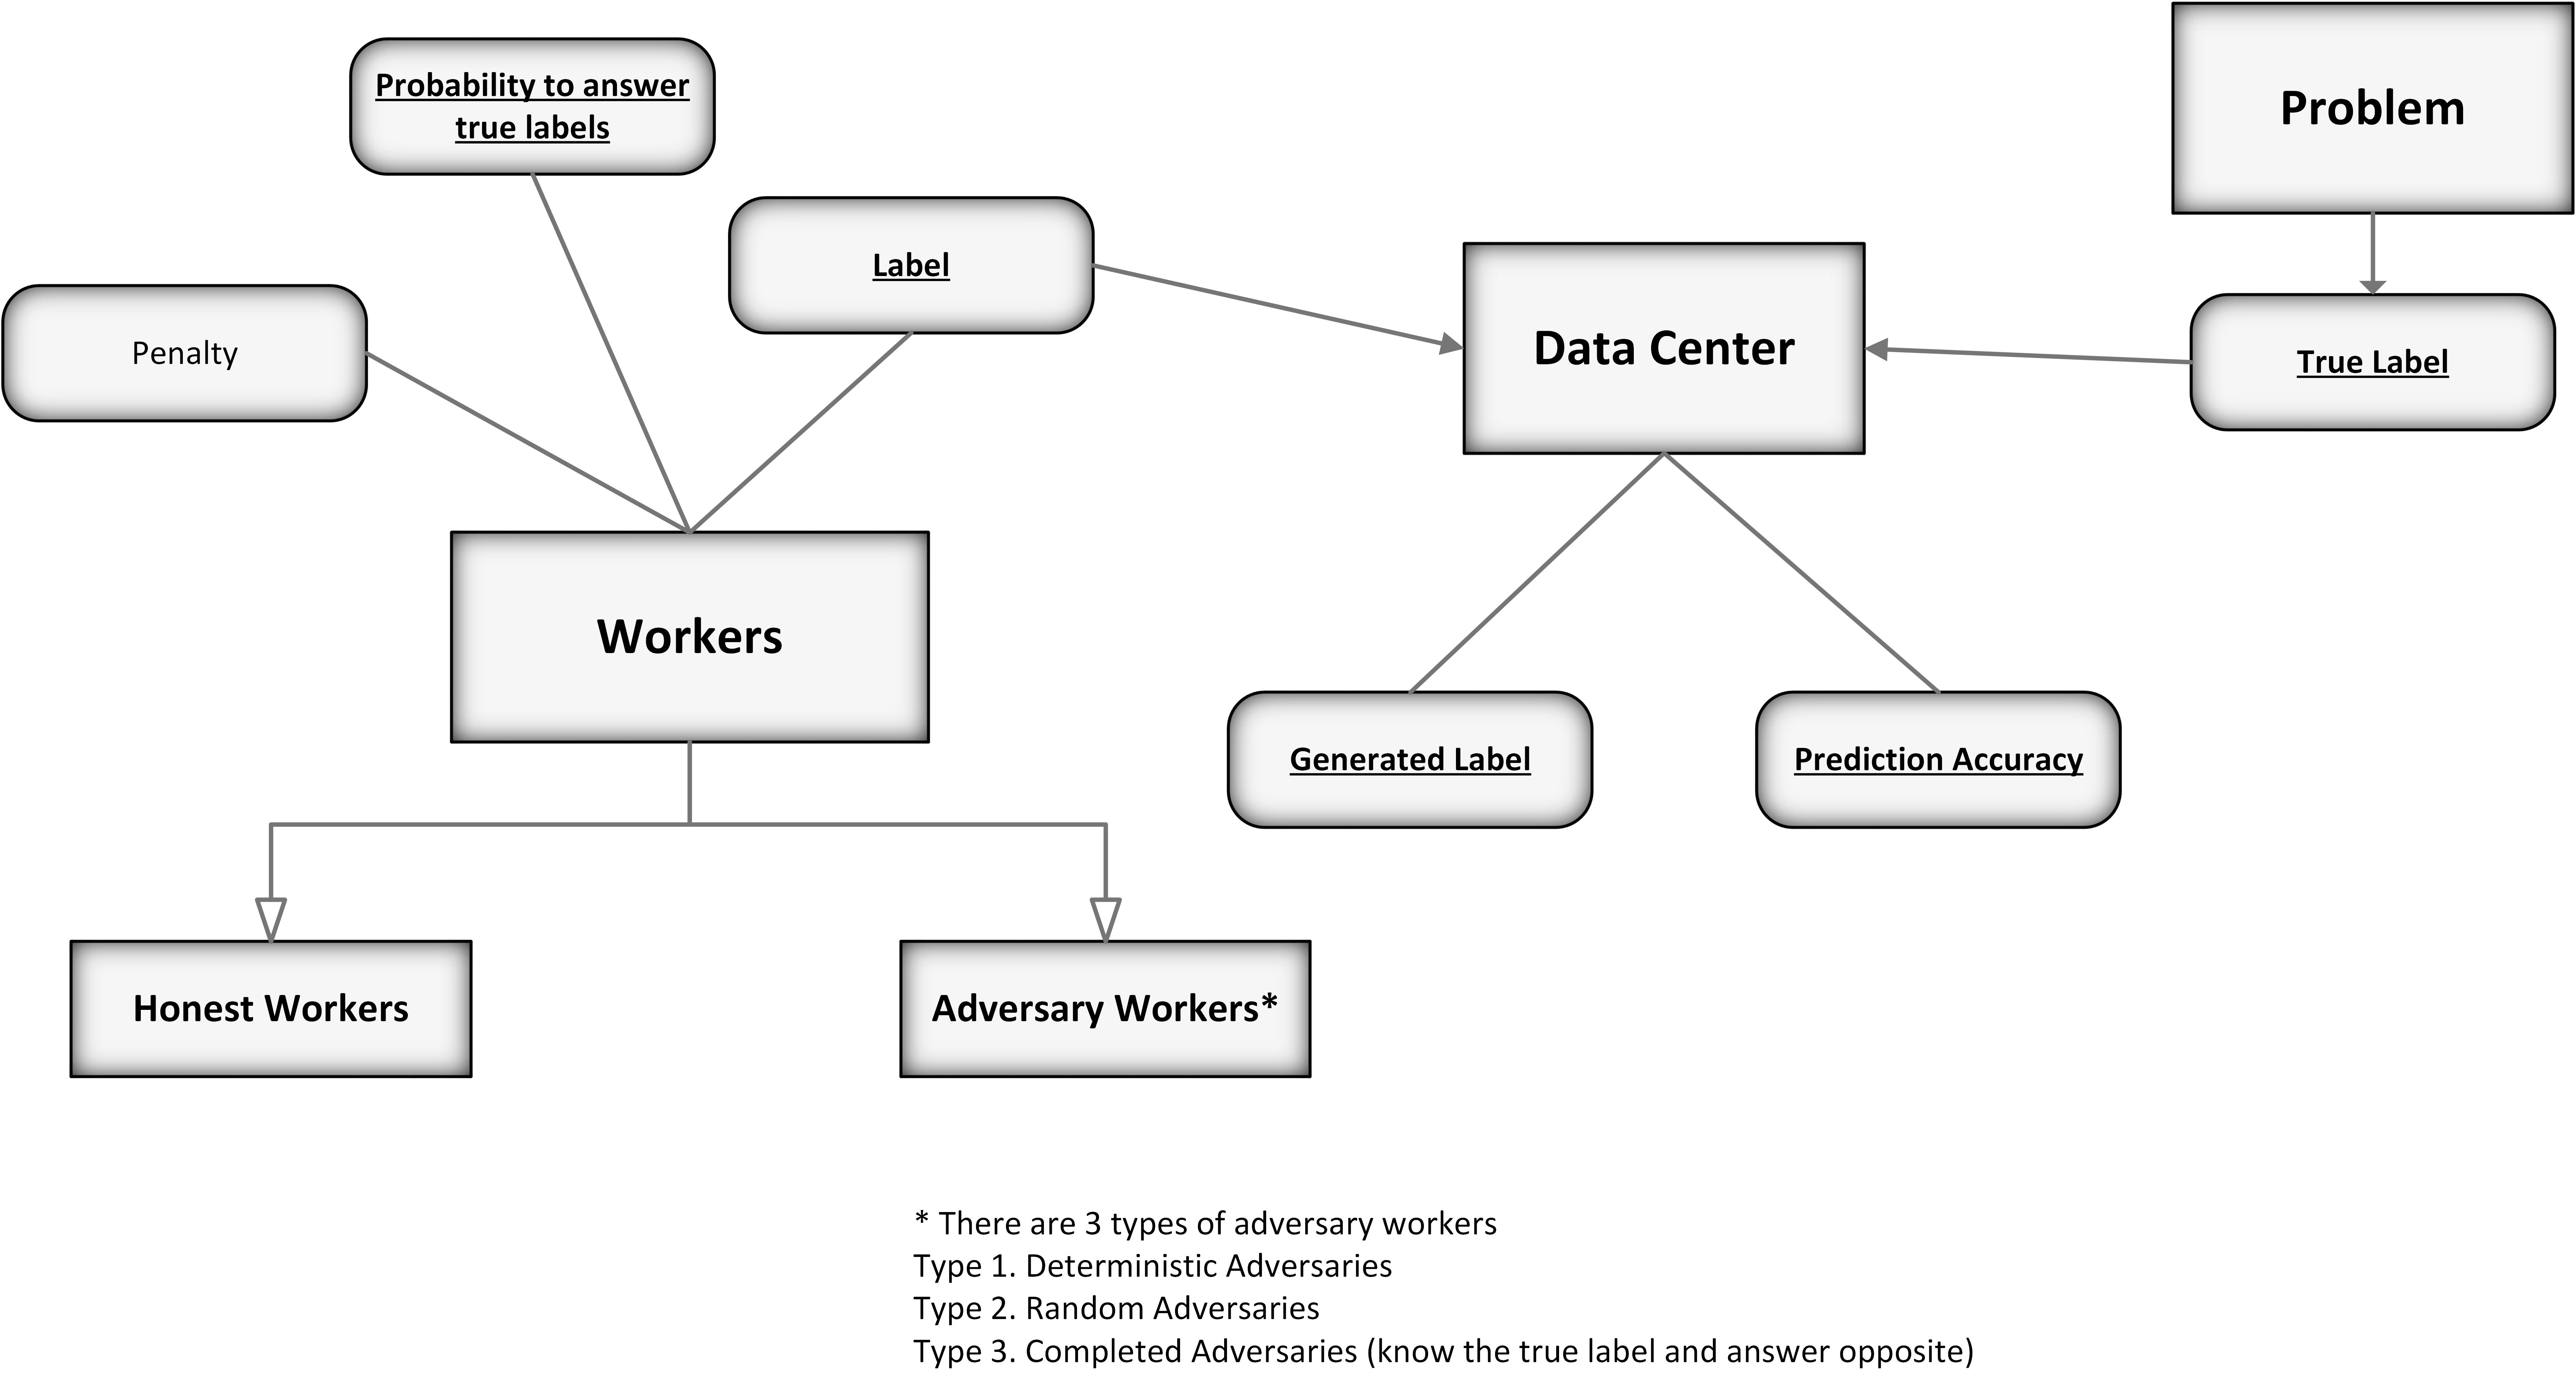 Probability to answer
true labels
Problem
Label
Penalty
Data Center
True Label
Workers
Generated Label
Prediction Accuracy
Honest Workers
Adversary Workers*
* There are 3 types of adversary workers
Type 1. Deterministic Adversaries
Type 2. Random Adversaries
Type 3. Completed Adversaries (know the true label and answer opposite)